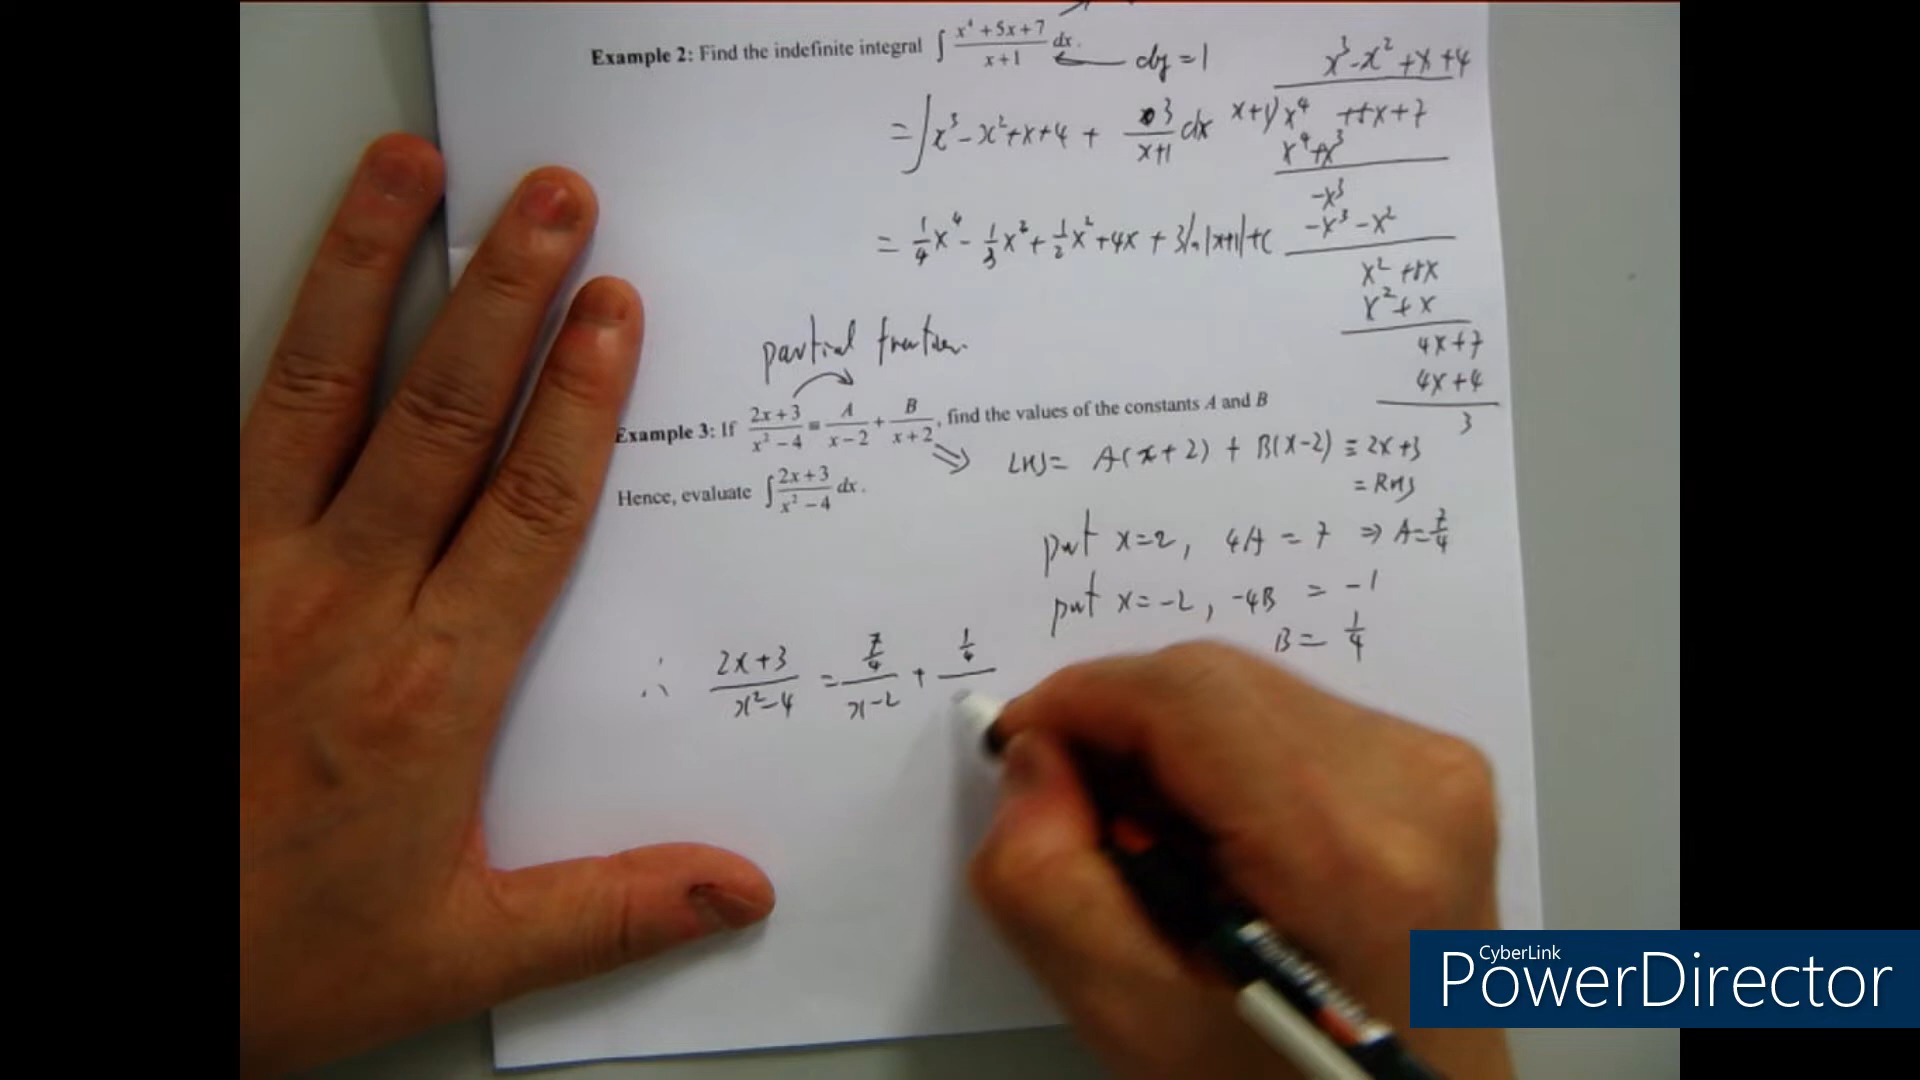 Example 2: Find the indefinite integral ∫ (x⁴ + 5x + 7)/(x + 1) dx. ← dg = 1
= ∫ x³ - x² + x + 4 + 3/(x+1) dx
= 1/4 x⁴ - 1/3 x² + 1/2 x² + 4x + 3 ln |x+1| + C
x³ - x² + x + 4
x+1) x⁴ + 5x + 7
x⁴ + x³
-x³
-x³ - x²
x² + 5x
x² + x
4x + 7
4x + 4
3
partial fraction
Example 3: If (2x + 3)/(x² - 4) ≡ A/(x - 2) + B/(x + 2), find the values of the constants A and B
Hence, evaluate ∫ (2x + 3)/(x² - 4) dx.
⇒ LHS = A(x+2) + B(x-2) ≡ 2x+3
= RHS
put x=2, 4A = 7 ⇒ A = 7/4
put x=-2, -4B = -1
B = 1/4
∴ (2x+3)/(x²-4) = (7/4)/(x-2) + 1/4
CyberLink
PowerDirector